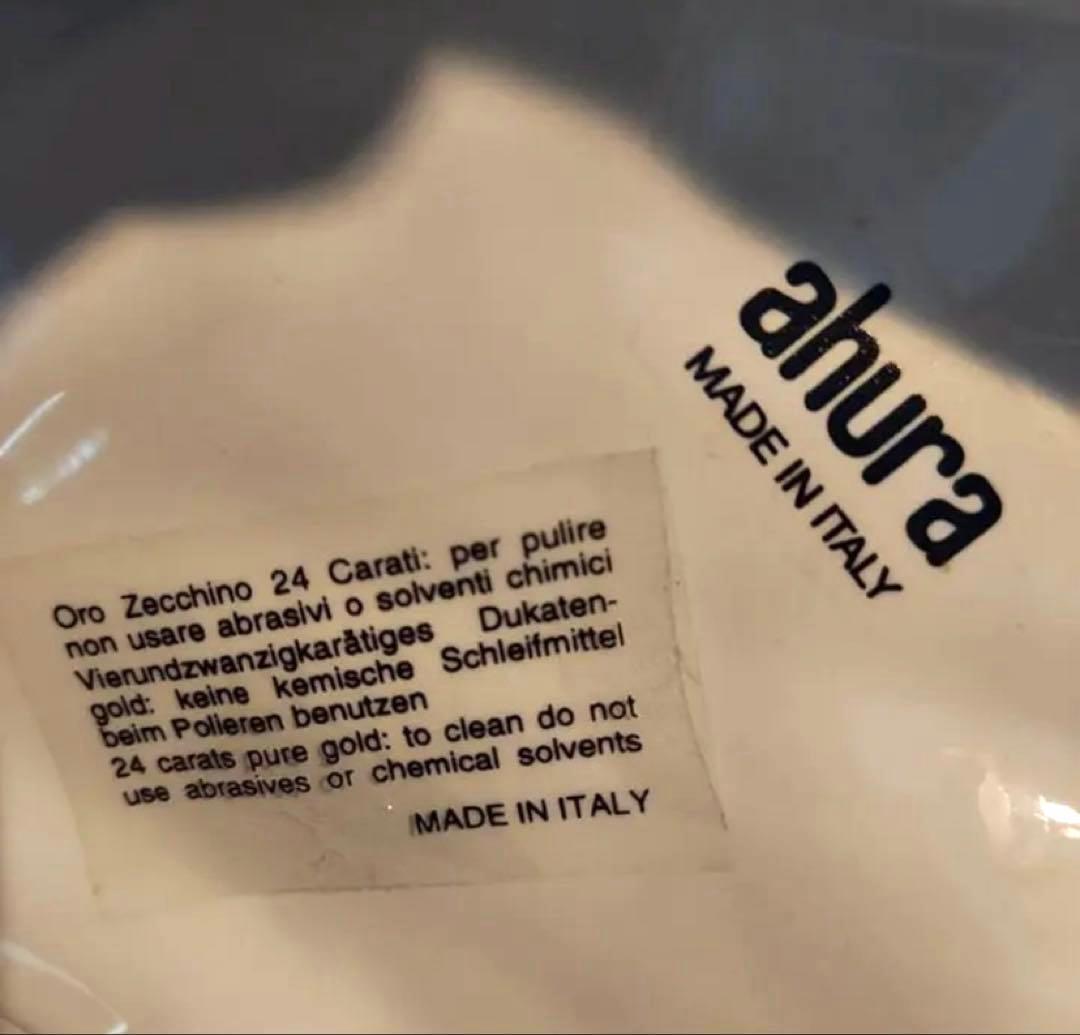 ahura
MADE IN ITALY
Oro Zecchino 24 Carati: per pulire
non usare abrasivi o solventi chimici
Vierundzwanzigkarătiges Dukaten-
gold: keine kemische Schleifmittel
beim Polieren benutzen
24 carats pure gold: to clean do not
use abrasives or chemical solvents
MADE IN ITALY